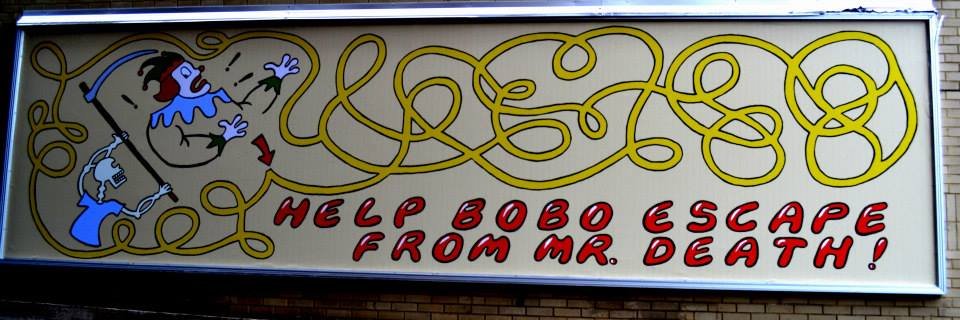 HELP BOBO ESCAPE
FROM MR. DEATH!